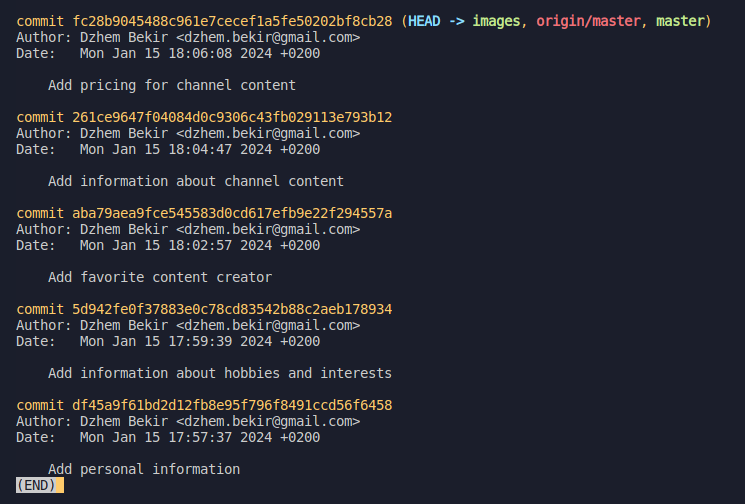 commit fc28b9045488c961e7cecef1a5fe50202bf8cb28 (HEAD -> images, origin/master, master)
Author: Dzhem Bekir <dzhem.bekir@gmail.com>
Date:   Mon Jan 15 18:06:08 2024 +0200
Add pricing for channel content
commit 261ce9647f04084d0c9306c43fb029113e793b12
Author: Dzhem Bekir <dzhem.bekir@gmail.com>
Date:   Mon Jan 15 18:04:47 2024 +0200
Add information about channel content
commit aba79aea9fce545583d0cd617efb9e22f294557a
Author: Dzhem Bekir <dzhem.bekir@gmail.com>
Date:   Mon Jan 15 18:02:57 2024 +0200
Add favorite content creator
commit 5d942fe0f37883e0c78cd83542b88c2aeb178934
Author: Dzhem Bekir <dzhem.bekir@gmail.com>
Date:   Mon Jan 15 17:59:39 2024 +0200
Add information about hobbies and interests
commit df45a9f61bd2d12fb8e95f796f8491ccd56f6458
Author: Dzhem Bekir <dzhem.bekir@gmail.com>
Date:   Mon Jan 15 17:57:37 2024 +0200
Add personal information
(END)